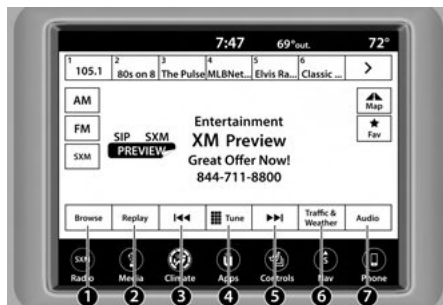 7:47 69°out. 72°
1 2 3 4 5 6
105.1 80s on 8 The Pulse MLBNet... Elvis Ra... Classic ... >
AM
Map
FM
Fav
SXM
SIP SXM
PREVIEW
Entertainment
XM Preview
Great Offer Now!
844-711-8800
Browse Replay Tune Traffic & Weather Audio
Radio Media Climate Apps Controls Nav Phone
1 2 3 4 5 6 7